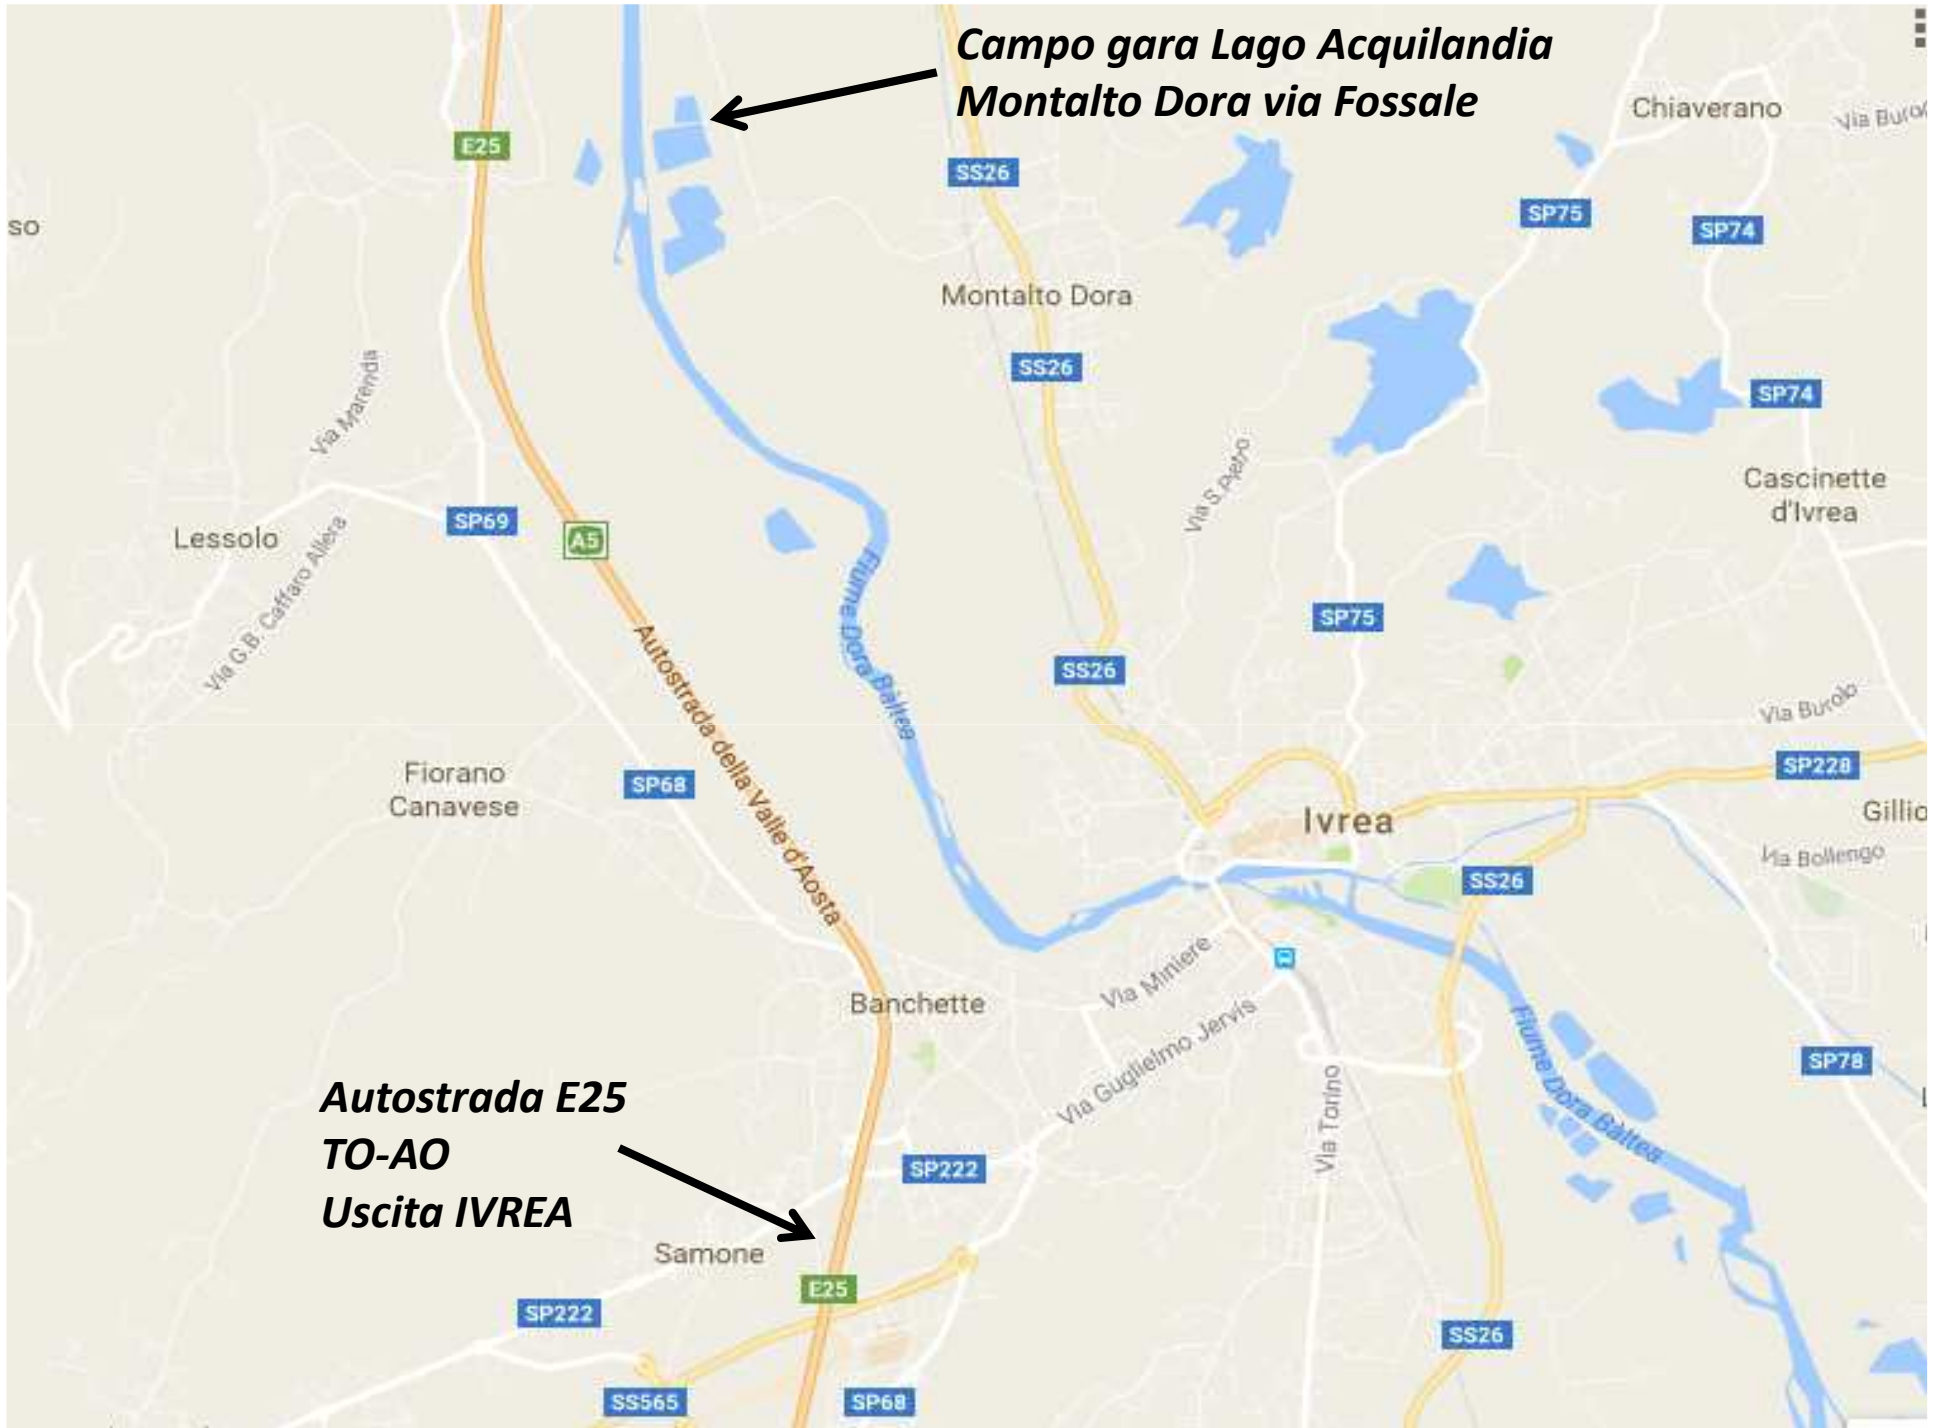 Campo gara Lago Acquilandia
Montalto Dora via Fossale
Chiaverano
E25
SS26
so
SP75
SP74
Montalto Dora
SS26
SP74
Via Marendis
Via S.Pietro
Cascinette
d'Ivrea
SP69
Lessolo
A5
Via G.B. Caffaro Allera
Fiume Dora Baltea
SP75
Autostrada della Valle d'Aosta
SS26
Via Burolo
SP228
Fiorano
Canavese
SP68
Ivrea
Gillio
Via Bollengo
SS26
Via Miniere
Banchette
Via Guglielmo Jervis
Fiume Dora Baltea
SP78
Via Torino
Autostrada E25
TO-AO
Uscita IVREA
SP222
Samone
E25
SP222
SS26
SS565
SP68